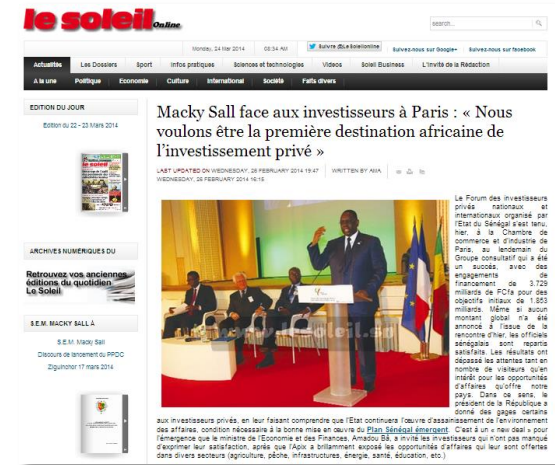 le soleil Online
search...
Monday, 24 Mar 2014
08:34 AM
Suivre @LeSoleilonline
Suivez-nous sur Google+
Suivez-nous sur facebook
Actualités
Les Dossiers
Sport
Infos pratiques
Sciences et technologies
Videos
Soleil Business
L'invité de la Rédaction
A la une
Politique
Economie
Culture
International
Société
Faits divers
EDITION DU JOUR
Edition du 22 - 23 Mars 2014
le soleil
ARCHIVES NUMÉRIQUES DU
Retrouvez vos anciennes
éditions du quotidien
Le Soleil
S.E.M. MACKY SALL À
S.E.M. Macky Sall
Discours de lancement du PPDC
Ziguinchor 17 mars 2014
Macky Sall face aux investisseurs à Paris : « Nous
voulons être la première destination africaine de
l'investissement privé »
LAST UPDATED ON WEDNESDAY, 26 FEBRUARY 2014 19:47
WRITTEN BY AMA
WEDNESDAY, 26 FEBRUARY 2014 16:15
www.lesoleil.sn
Le Forum des investisseurs
privés nationaux et
internationaux organisé par
l'Etat du Sénégal s'est tenu,
hier, à la Chambre de
commerce et d'industrie de
Paris, au lendemain du
Groupe consultatif qui a été
un succès, avec des
engagements de
financement de 3.729
milliards de FCfa pour des
objectifs initiaux de 1.853
milliards. Même si aucun
montant global n'a été
annoncé à l'issue de la
rencontre d'hier, les officiels
sénégalais sont repartis
satisfaits. Les résultats ont
dépassé les attentes tant en
nombre de visiteurs qu'en
intérêt pour les opportunités
d'affaires qu'offre notre
pays. Dans ce sens, le
président de la République a
donné des gages certains
aux investisseurs privés, en leur faisant comprendre que l'Etat continuera l'œuvre d'assainissement de l'environnement
des affaires, condition nécessaire à la bonne mise en œuvre du Plan Sénégal émergent. C'est à un « new deal » pour
l'émergence que le ministre de l'Economie et des Finances, Amadou Bâ, a invité les investisseurs qui n'ont pas manqué
d'exprimer leur satisfaction, après que l'Apix a brillamment exposé les opportunités d'affaires qui leur sont offertes
dans divers secteurs (agriculture, pêche, infrastructures, énergie, santé, éducation, etc.)